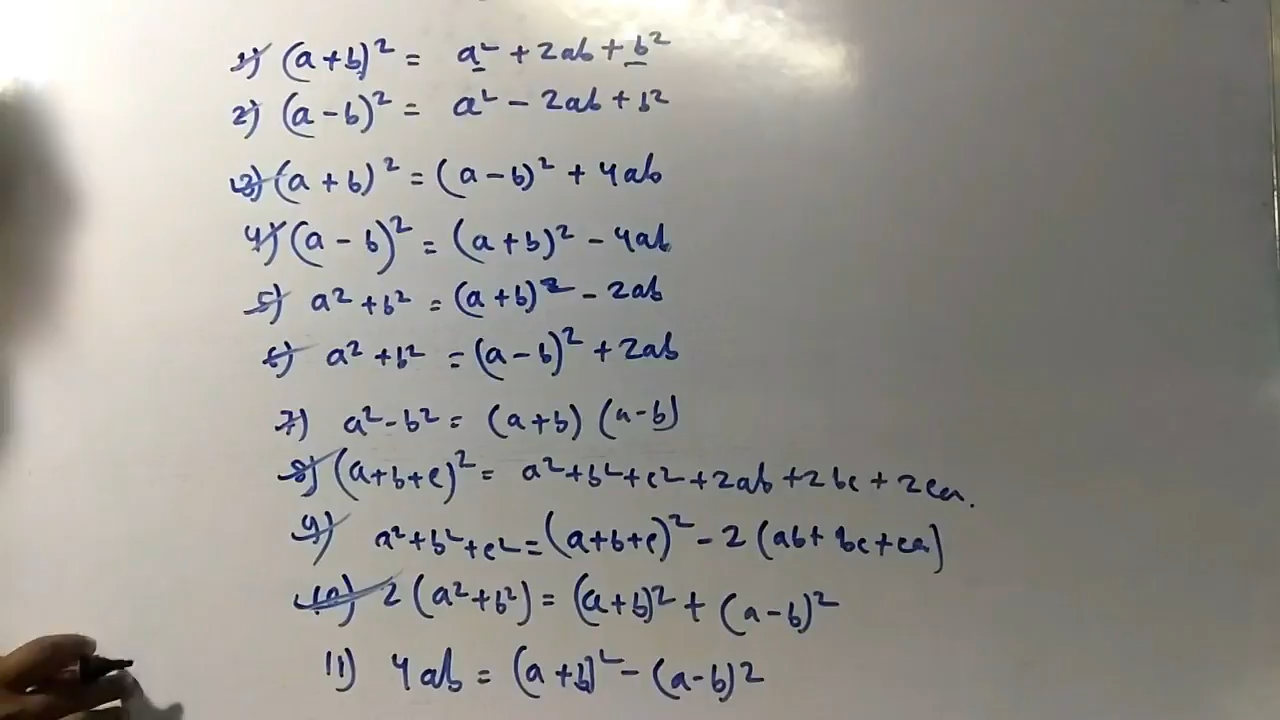 1) (a+b)² = a² + 2ab + b²
2) (a-b)² = a² - 2ab + b²
3) (a+b)² = (a-b)² + 4ab
4) (a-b)² = (a+b)² - 4ab
5) a² + b² = (a+b)² - 2ab
6) a² + b² = (a-b)² + 2ab
7) a² - b² = (a+b) (a-b)
8) (a+b+c)² = a² + b² + c² + 2ab + 2bc + 2ca.
9) a² + b² + c² = (a+b+c)² - 2 (ab + bc + ca)
10) 2 (a² + b²) = (a+b)² + (a-b)²
11) 4ab = (a+b)² - (a-b)2